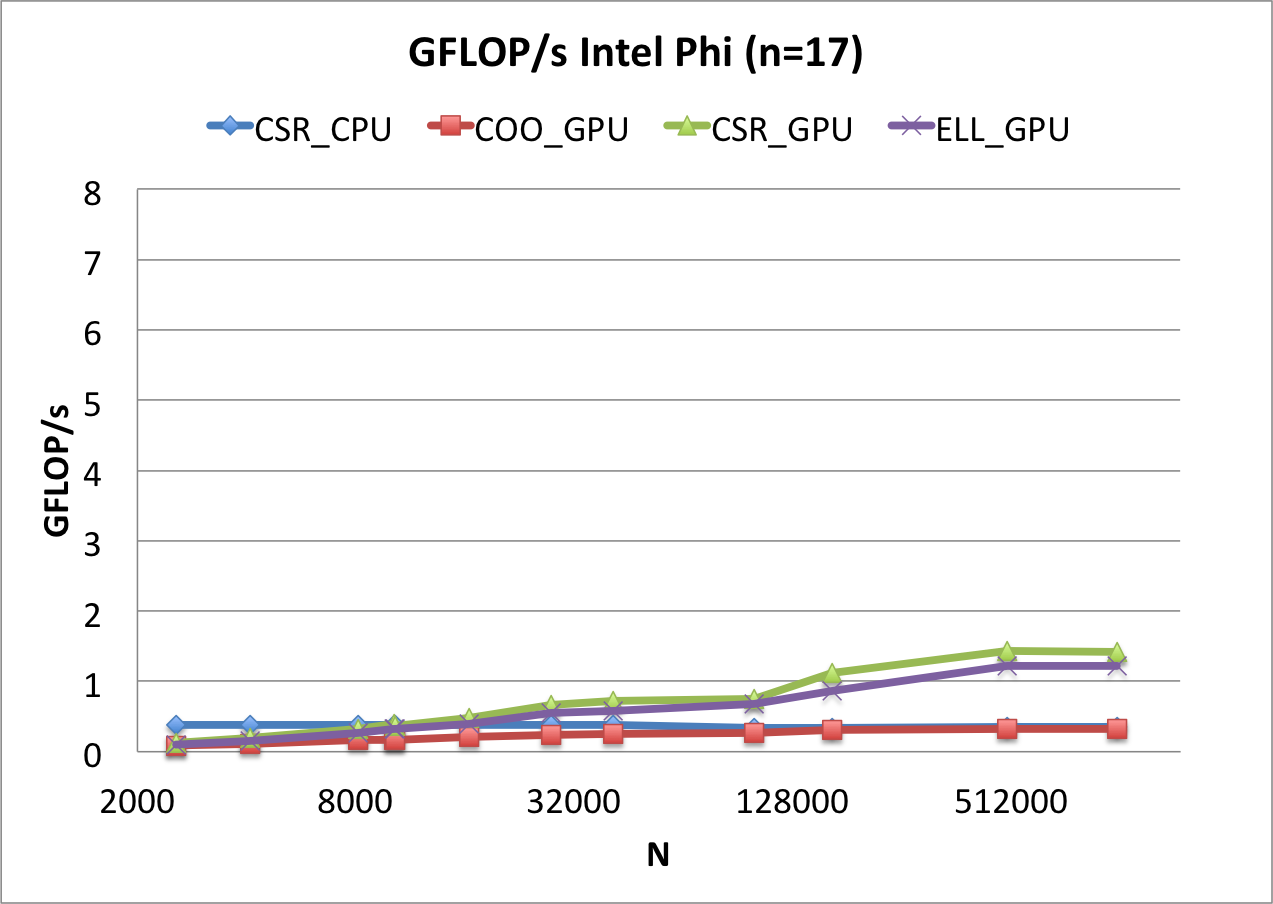 GFLOP/s Intel Phi (n=17)
CSR_CPU COO_GPU CSR_GPU ELL_GPU
8
7
6
5
4
3
2
1
0
GFLOP/s
2000 8000 32000 128000 512000
N